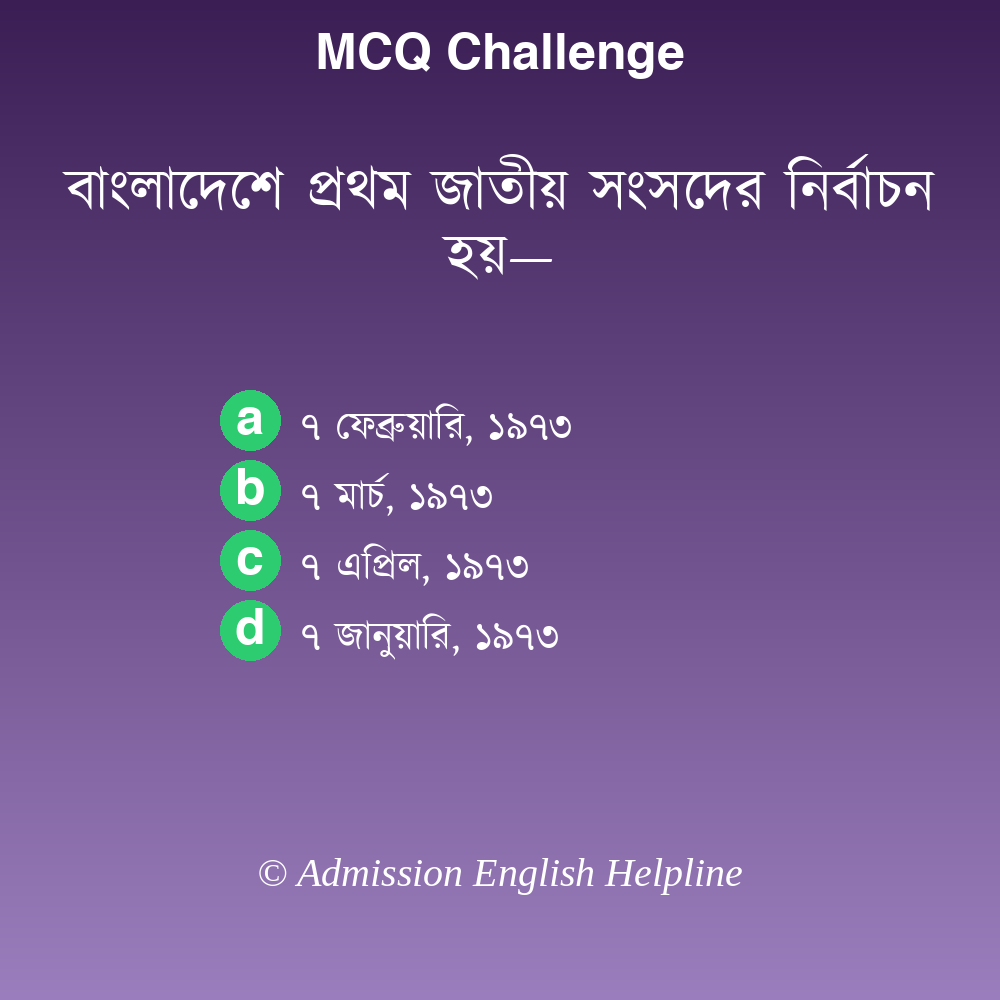 MCQ Challenge
বাংলাদেশে প্রথম জাতীয় সংসদের নির্বাচন
হয়—
a ৭ ফেব্রুয়ারি, ১৯৭৩
b ৭ মার্চ, ১৯৭৩
c ৭ এপ্রিল, ১৯৭৩
d ৭ জানুয়ারি, ১৯৭৩
© Admission English Helpline